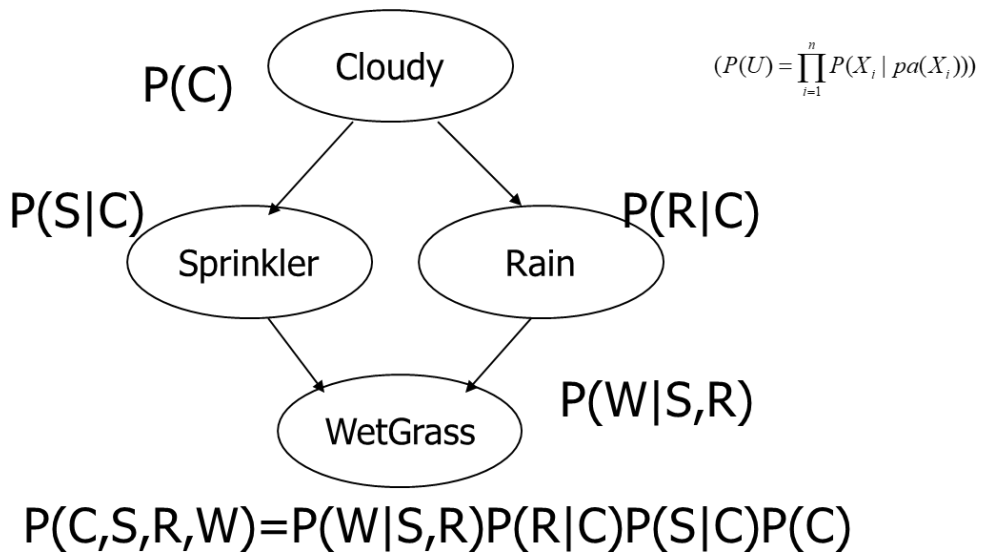 Cloudy
(P(U) = ∏_{i=1}^{n} P(X_i | pa(X_i)))
P(C)
P(S|C)
P(R|C)
Sprinkler
Rain
P(W|S,R)
WetGrass
P(C,S,R,W)=P(W|S,R)P(R|C)P(S|C)P(C)